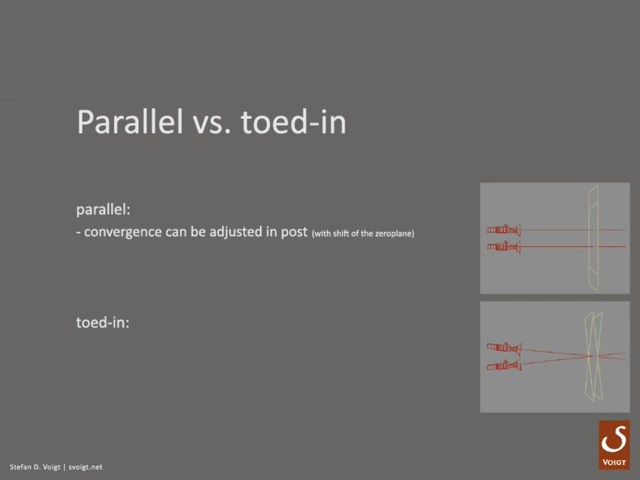 Parallel vs. toed-in
parallel:
- convergence can be adjusted in post (with shift of the zeroplane)
toed-in:
VOIGT
Stefan D. Voigt | svoigt.net